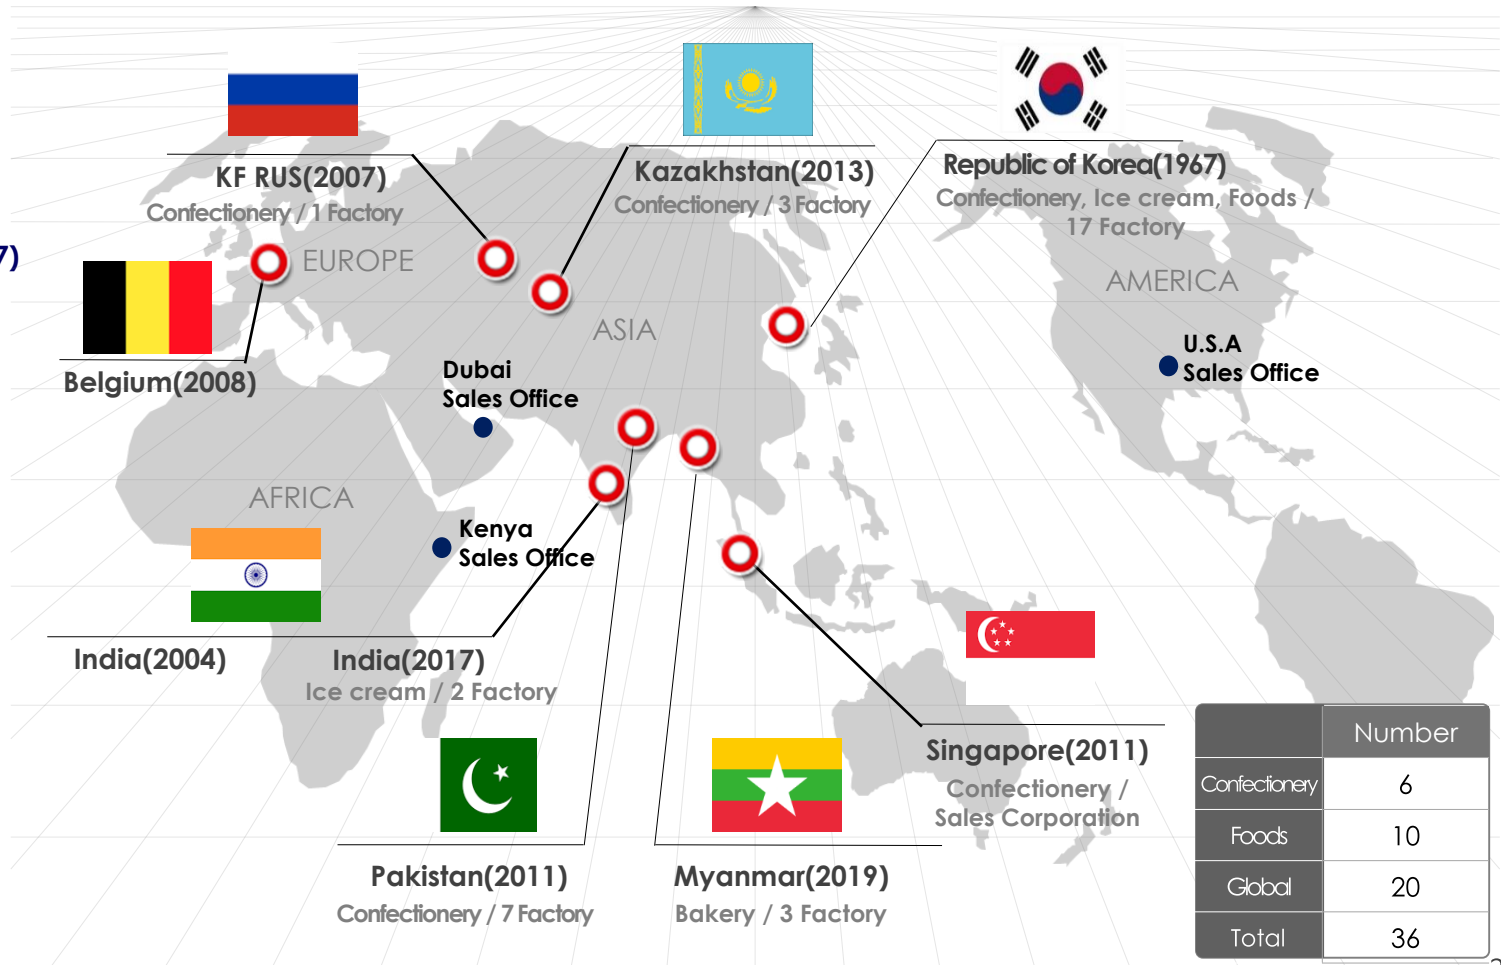 KF RUS(2007)
Confectionery / 1 Factory
Kazakhstan(2013)
Confectionery / 3 Factory
Republic of Korea(1967)
Confectionery, Ice cream, Foods /
17 Factory
7)
EUROPE
AMERICA
ASIA
Belgium(2008)
Dubai
Sales Office
U.S.A
Sales Office
AFRICA
Kenya
Sales Office
India(2004)
India(2017)
Ice cream / 2 Factory
Singapore(2011)
Confectionery /
Sales Corporation
Pakistan(2011)
Confectionery / 7 Factory
Myanmar(2019)
Bakery / 3 Factory
Number
Confectionery 6
Foods 10
Global 20
Total 36